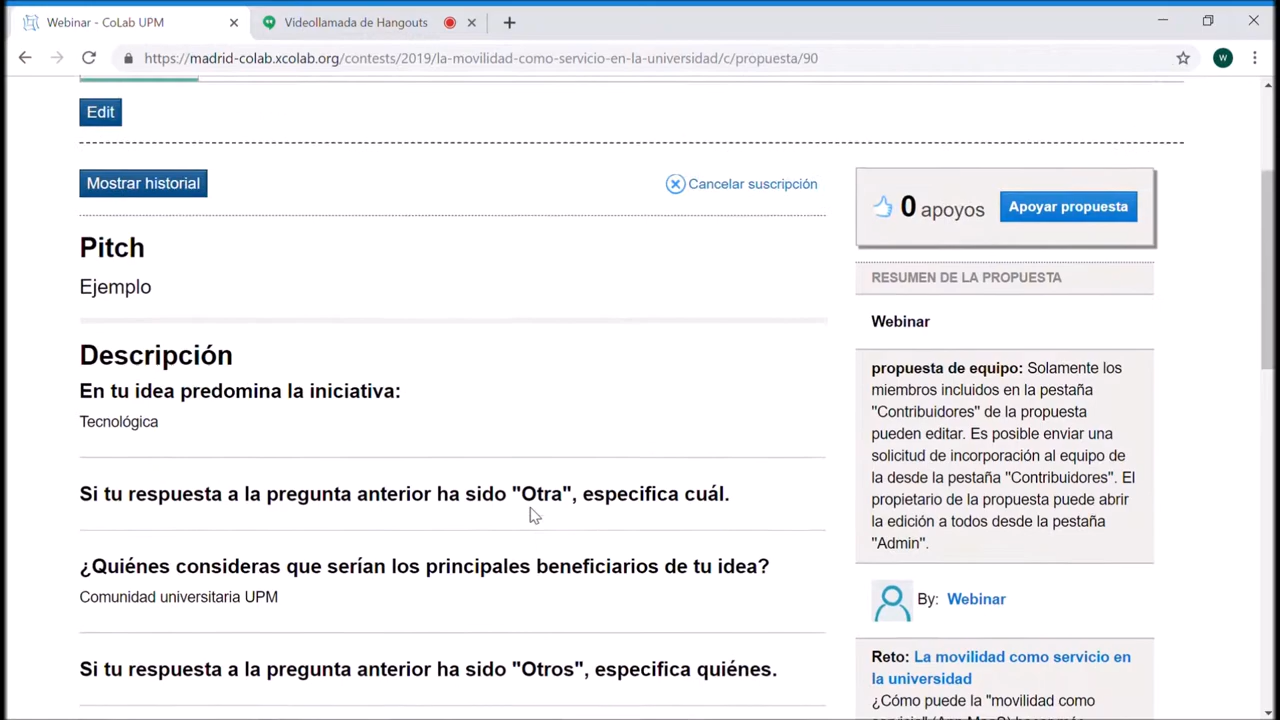 Webinar - CoLab UPM
Videollamada de Hangouts
https://madrid-colab.xcolab.org/contests/2019/la-movilidad-como-servicio-en-la-universidad/c/propuesta/90
W
Edit
Mostrar historial
Cancelar suscripción
0 apoyos
Apoyar propuesta
Pitch
Ejemplo
RESUMEN DE LA PROPUESTA
Webinar
Descripción
En tu idea predomina la iniciativa:
Tecnológica
Si tu respuesta a la pregunta anterior ha sido "Otra", especifica cuál.
¿Quiénes consideras que serían los principales beneficiarios de tu idea?
Comunidad universitaria UPM
Si tu respuesta a la pregunta anterior ha sido "Otros", especifica quiénes.
propuesta de equipo: Solamente los
miembros incluidos en la pestaña
"Contribuidores" de la propuesta
pueden editar. Es posible enviar una
solicitud de incorporación al equipo de
la desde la pestaña "Contribuidores". El
propietario de la propuesta puede abrir
la edición a todos desde la pestaña
"Admin".
By: Webinar
Reto: La movilidad como servicio en
la universidad
¿Cómo puede la "movilidad como